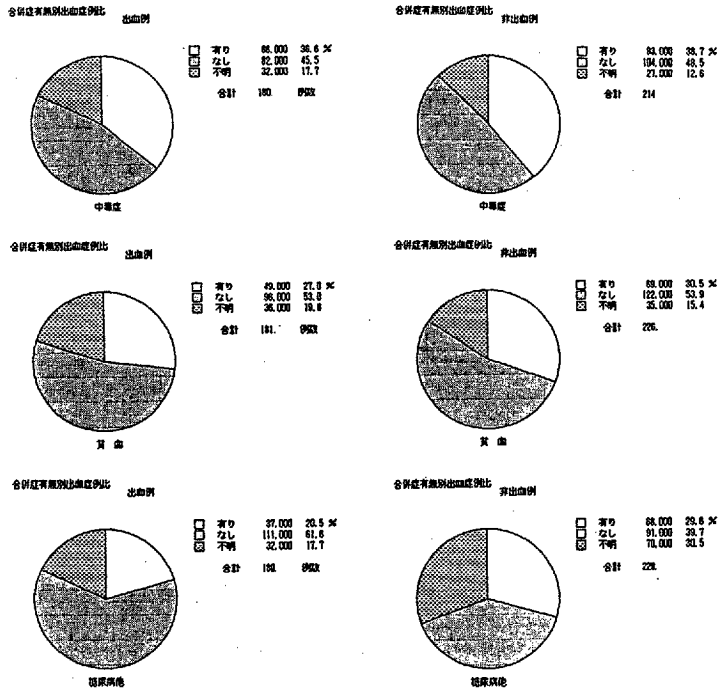 合併症有無別出血症例比
出血例
有り 66.000 36.6 %
なし 82.000 45.5
不明 32.000 17.7
合計 180. 例数
中毒症
合併症有無別出血症例比
非出血例
有り 83.000 38.7 %
なし 104.000 48.5
不明 27.000 12.6
合計 214
中毒症
合併症有無別出血症例比
出血例
有り 49.000 27.0 %
なし 96.000 53.0
不明 36.000 19.8
合計 181. 例数
貧 血
合併症有無別出血症例比
非出血例
有り 69.000 30.5 %
なし 122.000 53.9
不明 35.000 15.4
合計 226.
貧 血
合併症有無別出血症例比
出血例
有り 37.000 20.5 %
なし 111.000 61.6
不明 32.000 17.7
合計 180. 例数
糖尿病他
合併症有無別出血症例比
非出血例
有り 68.000 29.6 %
なし 91.000 39.7
不明 70.000 30.5
合計 229.
糖尿病他